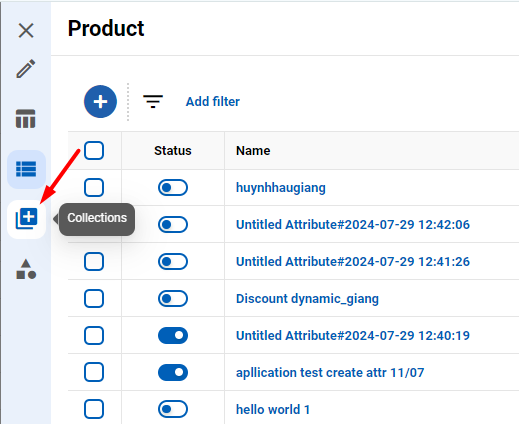 Product
Add filter
Status Name
huynhhaugiang
Collections
Untitled Attribute#2024-07-29 12:42:06
Untitled Attribute#2024-07-29 12:41:26
Discount dynamic_giang
Untitled Attribute#2024-07-29 12:40:19
apllication test create attr 11/07
hello world 1